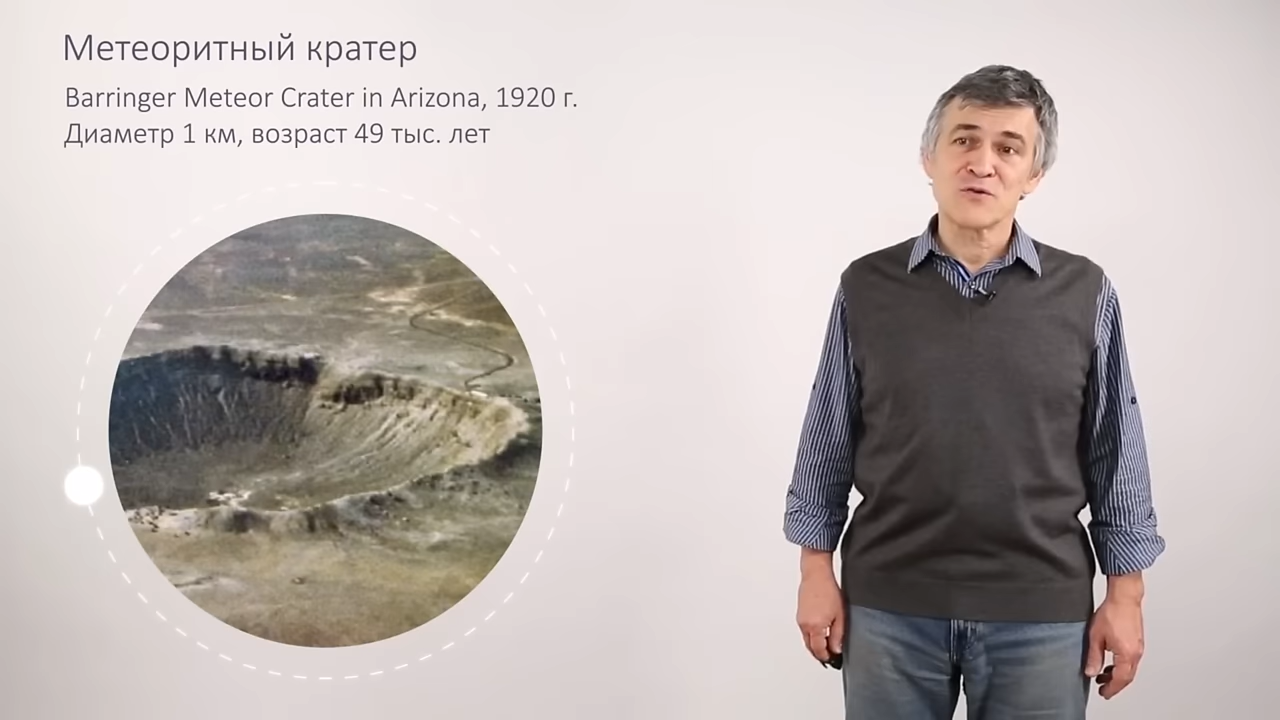 Метеоритный кратер
Barringer Meteor Crater in Arizona, 1920 г.
Диаметр 1 км, возраст 49 тыс. лет